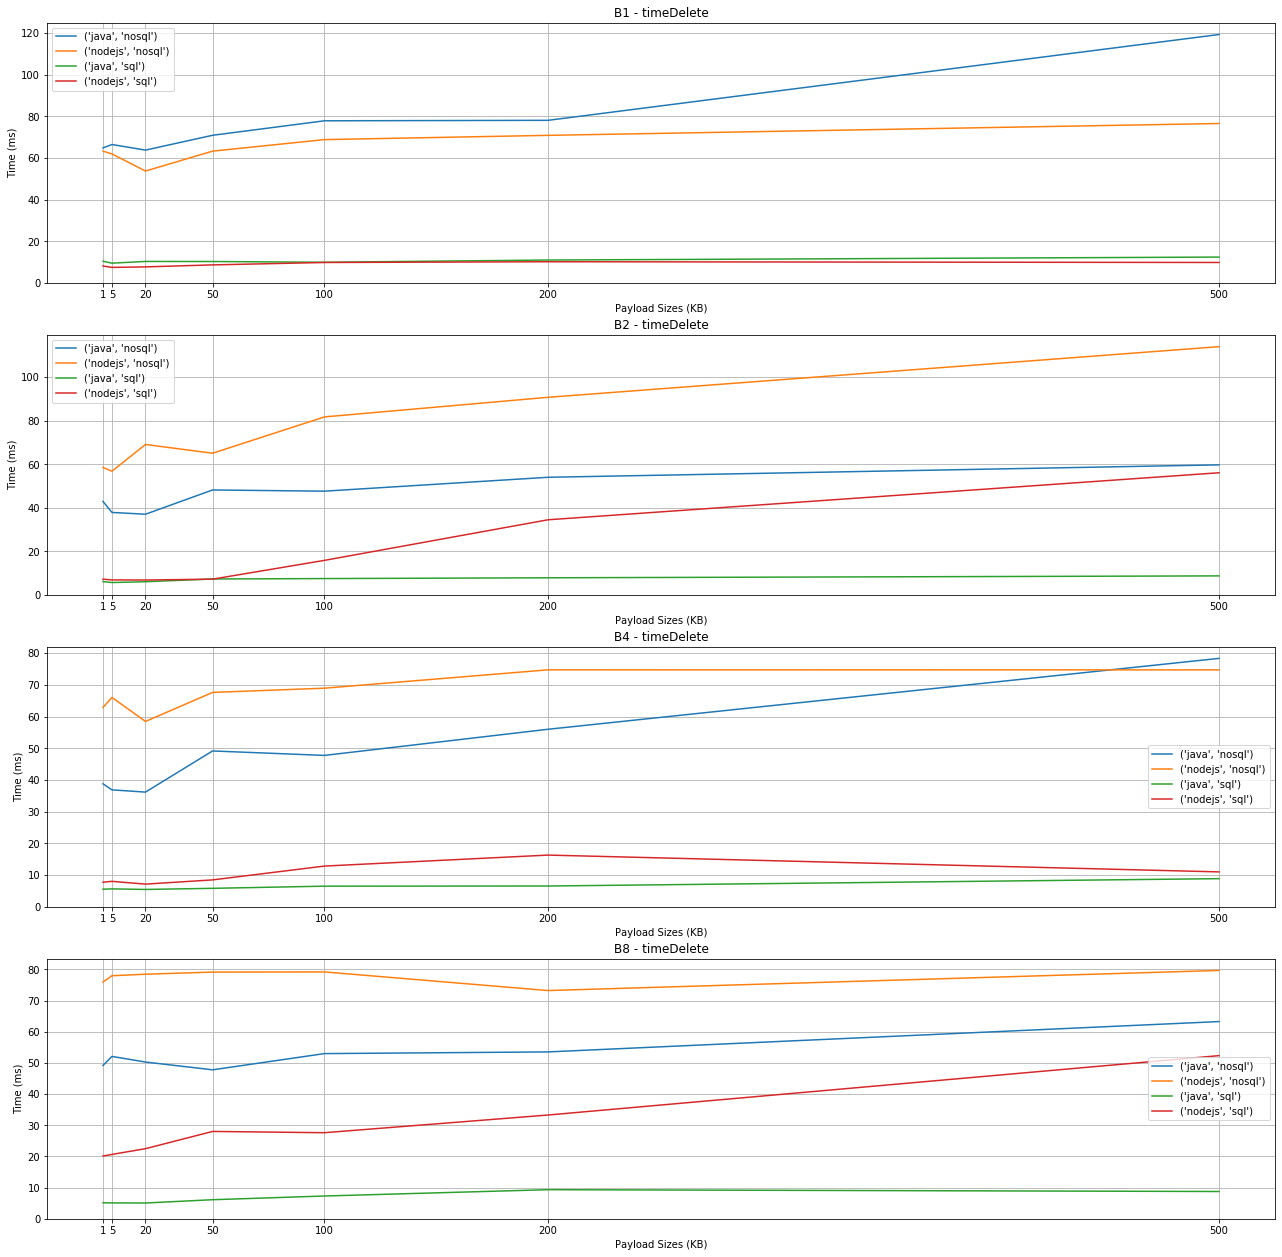 B1 - timeDelete
120
100
80
60
40
20
0
Time (ms)
('java', 'nosql')
('nodejs', 'nosql')
('java', 'sql')
('nodejs', 'sql')
1 5 20 50 100 200 500
Payload Sizes (KB)
B2 - timeDelete
100
80
60
40
20
0
Time (ms)
('java', 'nosql')
('nodejs', 'nosql')
('java', 'sql')
('nodejs', 'sql')
1 5 20 50 100 200 500
Payload Sizes (KB)
B4 - timeDelete
80
70
60
50
40
30
20
10
0
Time (ms)
('java', 'nosql')
('nodejs', 'nosql')
('java', 'sql')
('nodejs', 'sql')
1 5 20 50 100 200 500
Payload Sizes (KB)
B8 - timeDelete
80
70
60
50
40
30
20
10
0
Time (ms)
('java', 'nosql')
('nodejs', 'nosql')
('java', 'sql')
('nodejs', 'sql')
1 5 20 50 100 200 500
Payload Sizes (KB)